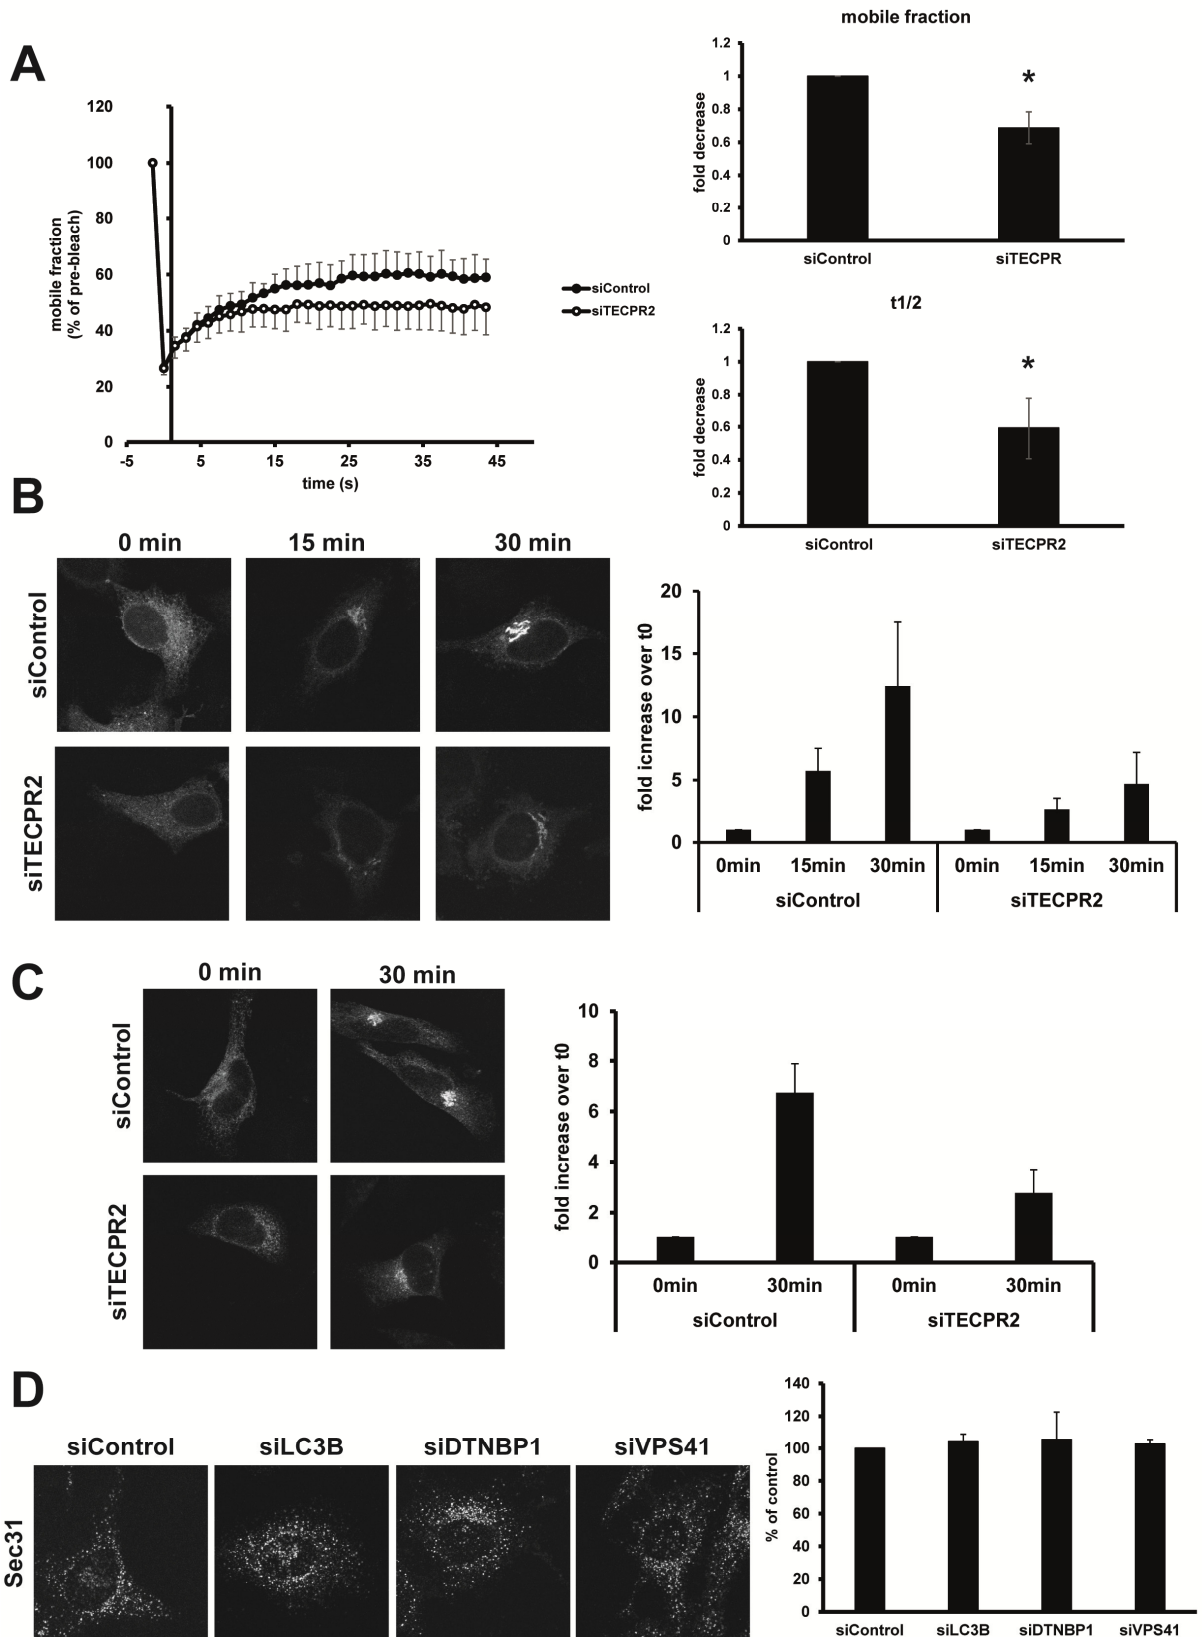 A
120
100
80
60
40
20
0
-5
5
15
25
35
45
mobile fraction
(% of pre-bleach)
time (s)
siControl
siTECPR2
mobile fraction
1.2
1
0.8
0.6
0.4
0.2
0
fold decrease
*
siControl
siTECPR
t1/2
1.2
1
0.8
0.6
0.4
0.2
0
fold decrease
*
siControl
siTECPR2
B
0 min
15 min
30 min
siControl
siTECPR2
20
15
10
5
0
fold icnrease over t0
0min
15min
30min
0min
15min
30min
siControl
siTECPR2
C
0 min
30 min
siControl
siTECPR2
10
8
6
4
2
0
fold increase over t0
0min
30min
0min
30min
siControl
siTECPR2
D
siControl
siLC3B
siDTNBP1
siVPS41
Sec31
140
120
100
80
60
40
20
0
% of control
siControl
siLC3B
siDTNBP1
siVPS41